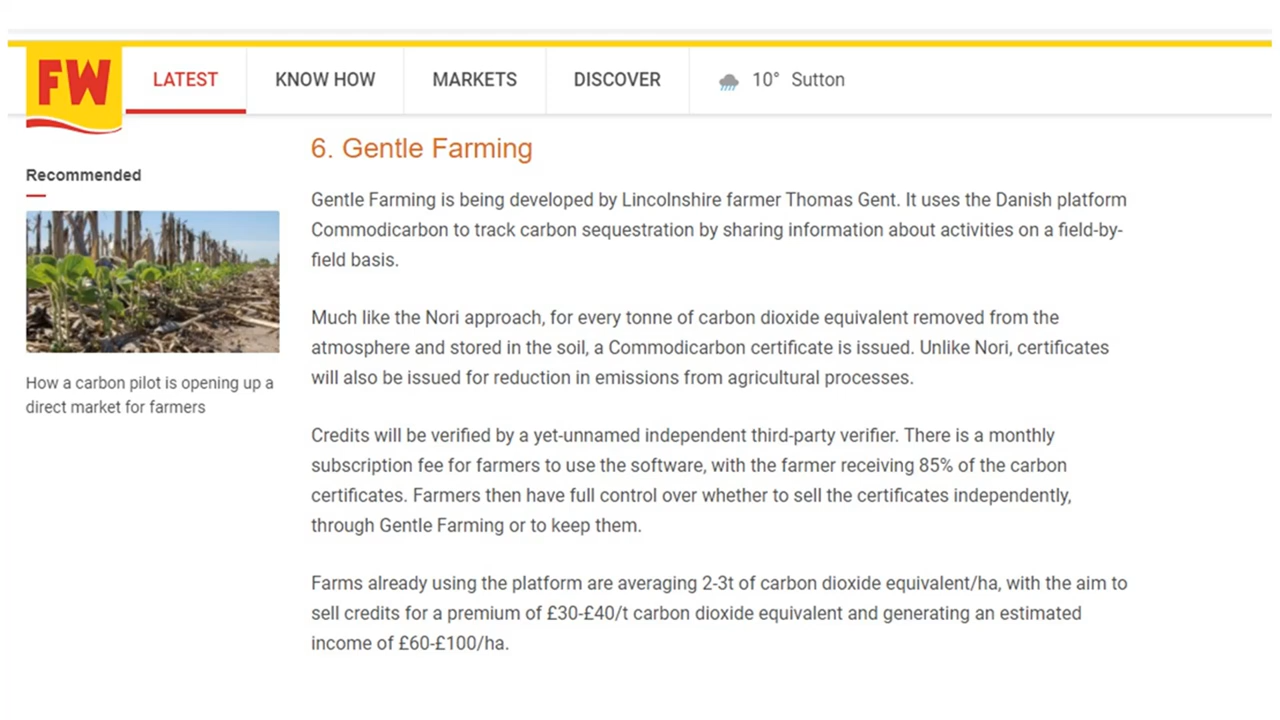 FW
LATEST
KNOW HOW
MARKETS
DISCOVER
10° Sutton
Recommended
How a carbon pilot is opening up a
direct market for farmers
6. Gentle Farming
Gentle Farming is being developed by Lincolnshire farmer Thomas Gent. It uses the Danish platform
Commodicarbon to track carbon sequestration by sharing information about activities on a field-by-
field basis.
Much like the Nori approach, for every tonne of carbon dioxide equivalent removed from the
atmosphere and stored in the soil, a Commodicarbon certificate is issued. Unlike Nori, certificates
will also be issued for reduction in emissions from agricultural processes.
Credits will be verified by a yet-unnamed independent third-party verifier. There is a monthly
subscription fee for farmers to use the software, with the farmer receiving 85% of the carbon
certificates. Farmers then have full control over whether to sell the certificates independently,
through Gentle Farming or to keep them.
Farms already using the platform are averaging 2-3t of carbon dioxide equivalent/ha, with the aim to
sell credits for a premium of £30-£40/t carbon dioxide equivalent and generating an estimated
income of £60-£100/ha.